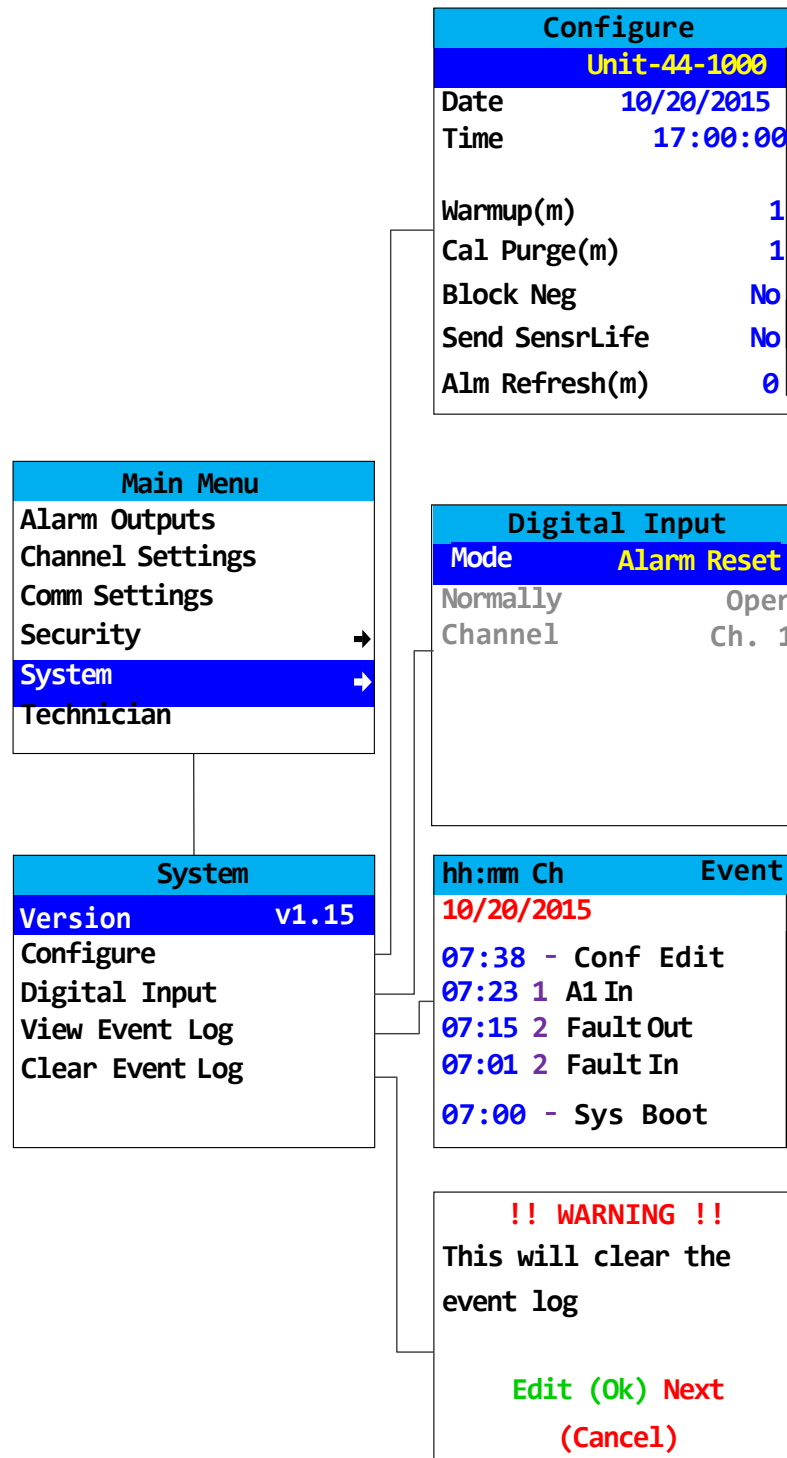 Configure
Unit-44-1000
Date 10/20/2015
Time 17:00:00
Warmup(m) 1
Cal Purge(m) 1
Block Neg No
Send SensrLife No
Alm Refresh(m) 0
Main Menu
Alarm Outputs
Channel Settings
Comm Settings
Security
System
Technician
Digital Input
Mode Alarm Reset
Normally Oper
Channel Ch. 1
System
Version v1.15
Configure
Digital Input
View Event Log
Clear Event Log
hh:mm Ch Event
10/20/2015
07:38 - Conf Edit
07:23 1 A1 In
07:15 2 Fault Out
07:01 2 Fault In
07:00 - Sys Boot
!! WARNING !!
This will clear the
event log
Edit (Ok) Next
(Cancel)